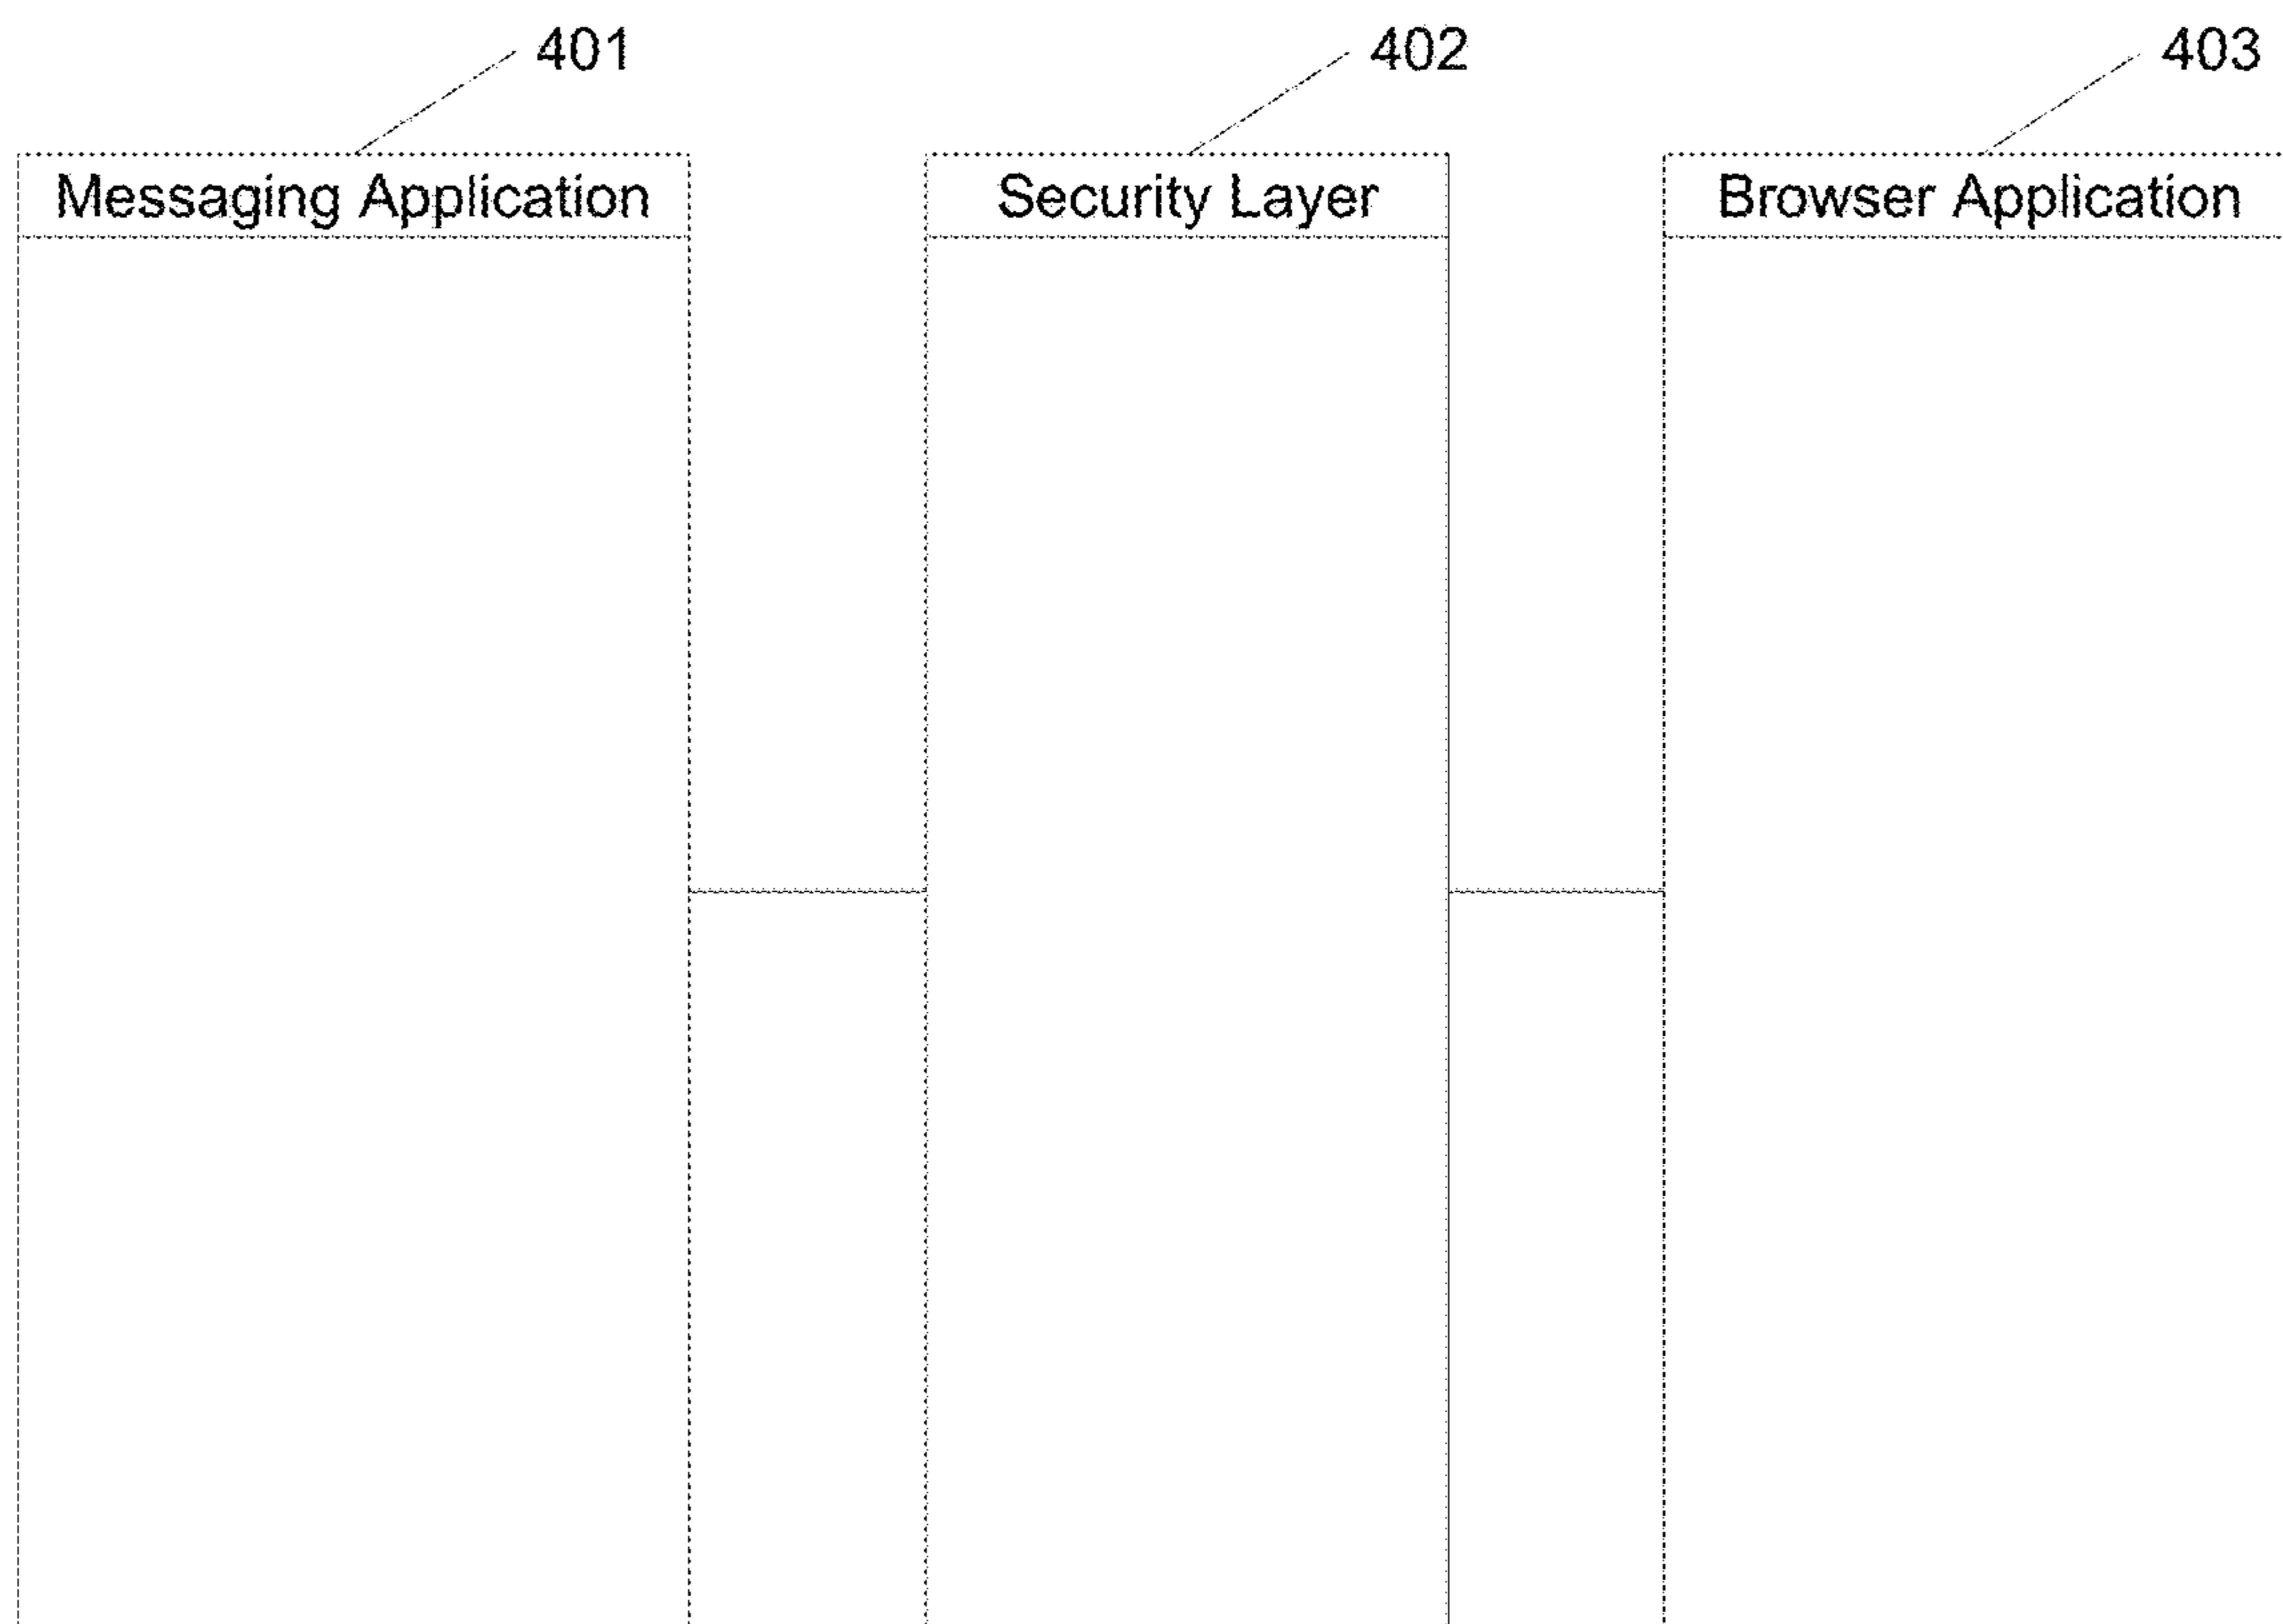 401
402
403
Messaging Application
Security Layer
Browser Application